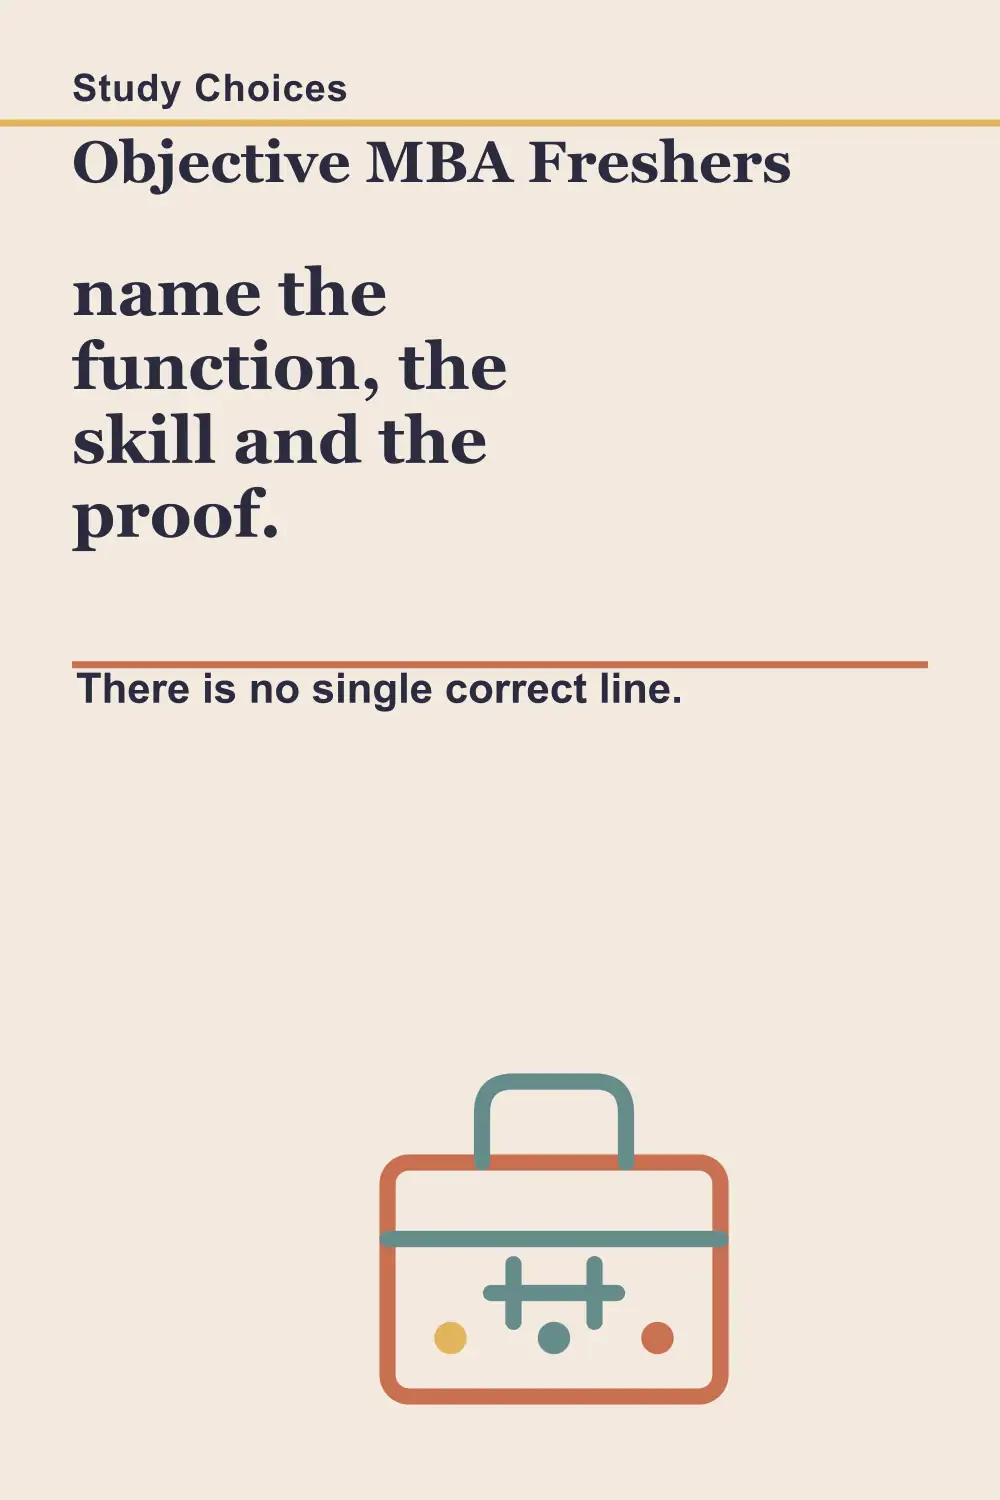 Study Choices
Objective MBA Freshers
name the
function, the
skill and the
proof.
There is no single correct line.